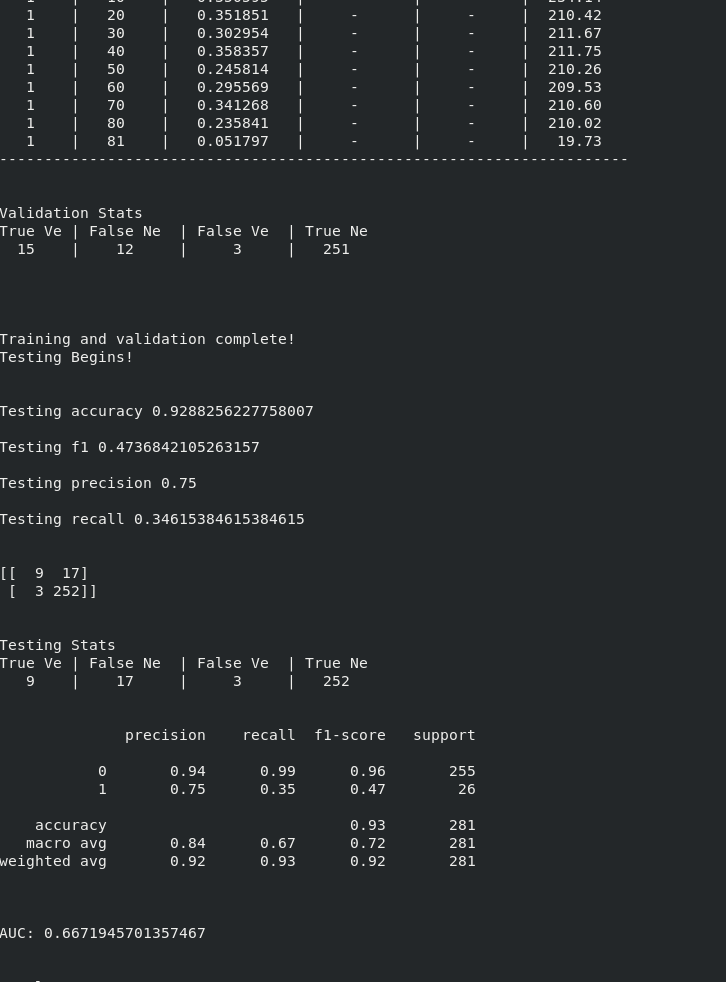 1 | 20 | 0.351851 | - | - | 210.42
1 | 30 | 0.302954 | - | - | 211.67
1 | 40 | 0.358357 | - | - | 211.75
1 | 50 | 0.245814 | - | - | 210.26
1 | 60 | 0.295569 | - | - | 209.53
1 | 70 | 0.341268 | - | - | 210.60
1 | 80 | 0.235841 | - | - | 210.02
1 | 81 | 0.051797 | - | - | 19.73
----------------------------------------------------------------------
Validation Stats
True Ve | False Ne | False Ve | True Ne
15 | 12 | 3 | 251
Training and validation complete!
Testing Begins!
Testing accuracy 0.9288256227758007
Testing f1 0.4736842105263157
Testing precision 0.75
Testing recall 0.34615384615384615
[[ 9 17]
[ 3 252]]
Testing Stats
True Ve | False Ne | False Ve | True Ne
9 | 17 | 3 | 252
precision recall f1-score support
0 0.94 0.99 0.96 255
1 0.75 0.35 0.47 26
accuracy 0.93 281
macro avg 0.84 0.67 0.72 281
weighted avg 0.92 0.93 0.92 281
AUC: 0.6671945701357467